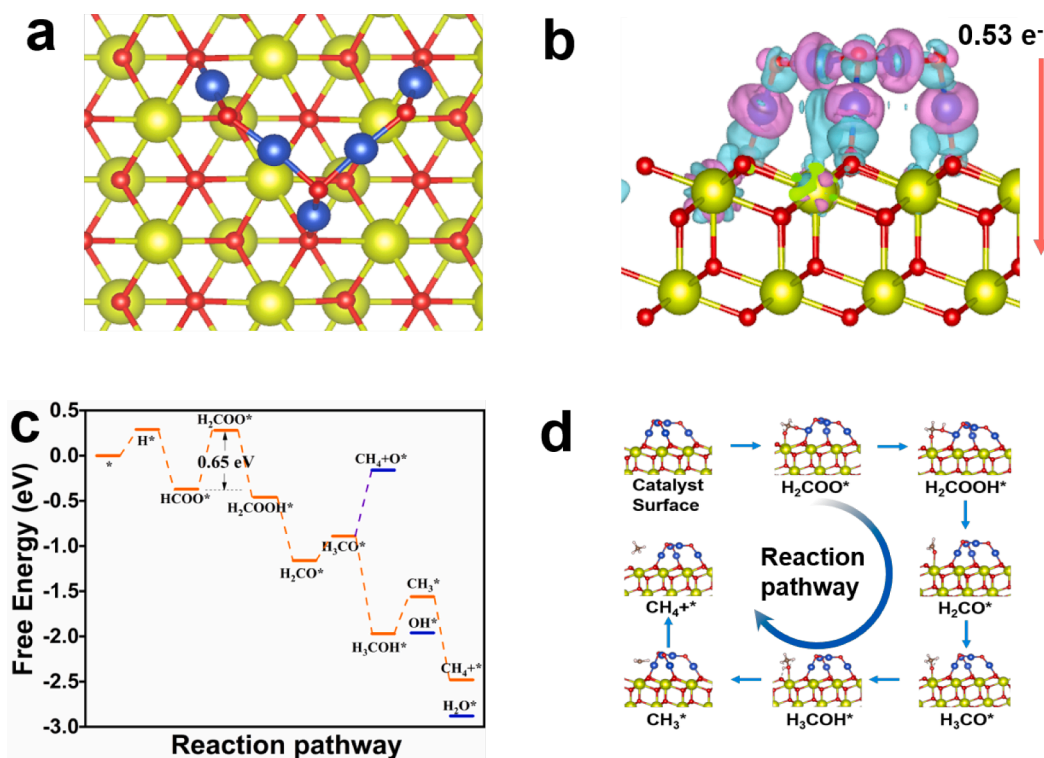 a
b
0.53 e⁻
c
Free Energy (eV)
0.5
0.0
-0.5
-1.0
-1.5
-2.0
-2.5
-3.0
*
H*
HCOO*
H₂COO*
0.65 eV
H₂COOH*
H₂CO*
H₃CO*
CH₄+O*
H₃COH*
CH₃*
OH*
CH₄+*
H₂O*
Reaction pathway
d
Catalyst
Surface
H₂COO*
H₂COOH*
Reaction
pathway
CH₄+*
H₂CO*
CH₃*
H₃COH*
H₃CO*